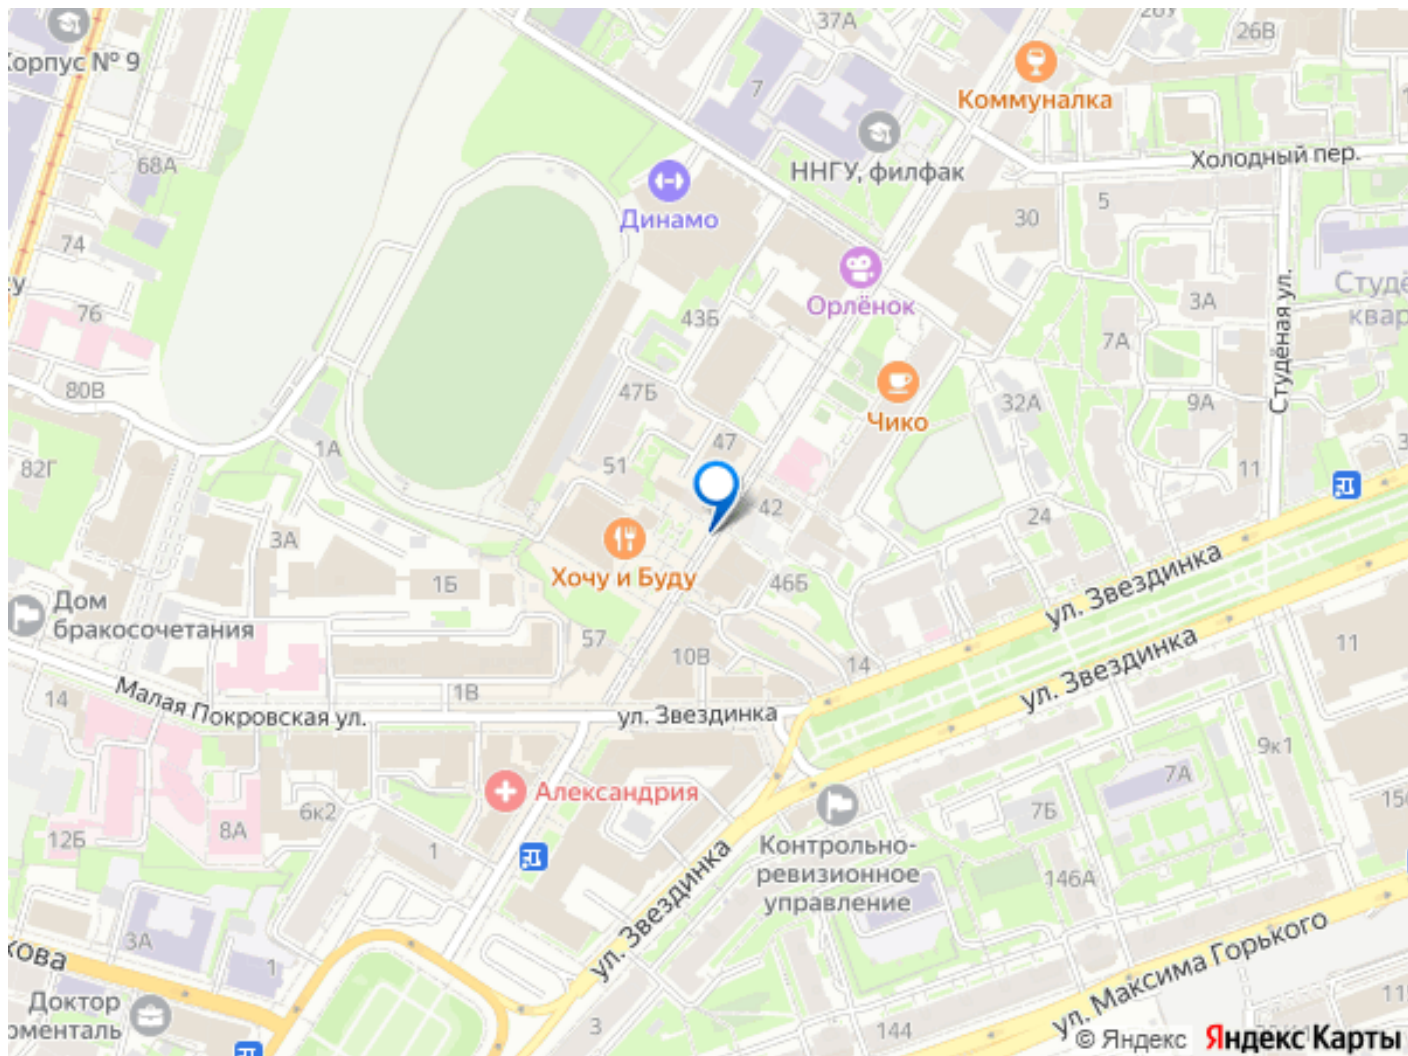 37А
26В
Корпус № 9
7
Коммуналка
68А
ННГУ, филфак
Холодный пер.
Динамо
5
30
74
Орлёнок
3А
76
43Б
7А
Студёная ул.
80В
47Б
Чико
32А
9А
47
1А
51
82Г
11
42
24
3А
Хочу и Буду
1Б
46Б
ул. Звездинка
Дом
бракосочетания
57
10В
14
11
ул. Звездинка
14
1В
Малая Покровская ул.
ул. Звездинка
9к1
7А
Александрия
6к2
8А
12Б
1
7Б
Контрольно-
ревизионное
управление
146А
ул. Звездинка
3А
1
ул. Максима Горького
Доктор
3
144
© Яндекс Яндекс Карты